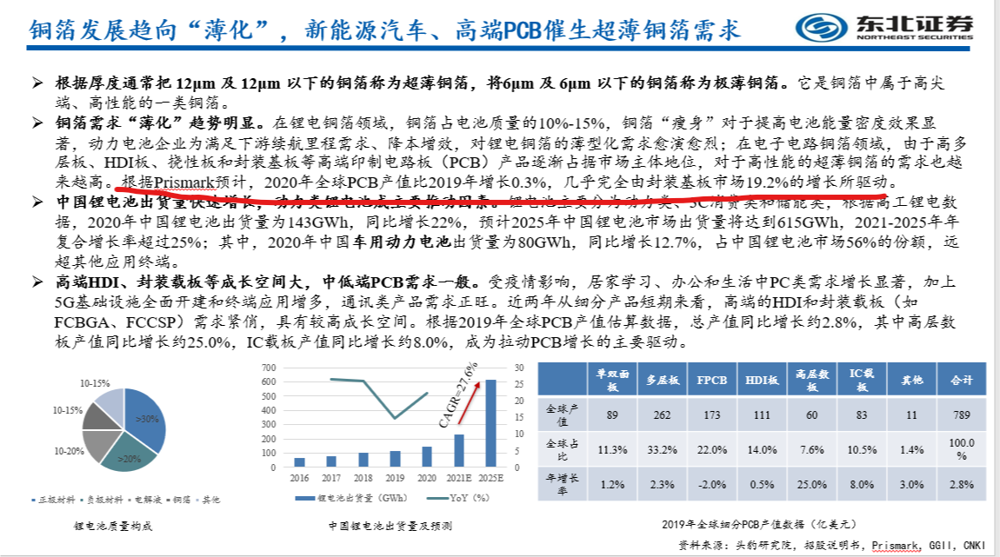 铜箔发展趋向“薄化”，新能源汽车、高端PCB催生超薄铜箔需求
东北证券
NORTHEAST SECURITIES
➢ 根据厚度通常把 12μm 及 12μm 以下的铜箔称为超薄铜箔，将6μm 及 6μm 以下的铜箔称为极薄铜箔。它是铜箔中属于高尖
端、高性能的一类铜箔。
➢ 铜箔需求“薄化”趋势明显。在锂电铜箔领域，铜箔占电池质量的10%-15%，铜箔“瘦身”对于提高电池能量密度效果显
著，动力电池企业为满足下游续航里程需求、降本增效，对锂电铜箔的薄型化需求愈演愈烈；在电子电路铜箔领域，由于高多
层板、HDI板、挠性板和封装基板等高端印制电路板（PCB）产品逐渐占据市场主体地位，对于高性能的超薄铜箔的需求也越
来越高。根据Prismark预计，2020年全球PCB产值比2019年增长0.3%，几乎完全由封装基板市场19.2%的增长所驱动。
➢ 中国锂电池出货量快速增长，动力类锂电池成主要推动因素。锂电池主要分为动力类、3C消费类和储能类，根据高工锂电数
据，2020年中国锂电池出货量为143GWh，同比增长22%，预计2025年中国锂电池市场出货量将达到615GWh，2021-2025年年
复合增长率超过25%；其中，2020年中国车用动力电池出货量为80GWh，同比增长12.7%，占中国锂电池市场56%的份额，远
超其他应用终端。
➢ 高端HDI、封装载板等成长空间大，中低端PCB需求一般。受疫情影响，居家学习、办公和生活中PC类需求增长显著，加上
5G基础设施全面开建和终端应用增多，通讯类产品需求正旺。近两年从细分产品短期来看，高端的HDI和封装载板（如
FCBGA、FCCSP）需求紧俏，具有较高成长空间。根据2019年全球PCB产值估算数据，总产值同比增长约2.8%，其中高层数
板产值同比增长约25.0%，IC载板产值同比增长约8.0%，成为拉动PCB增长的主要驱动。
10-15%
10-15%
10-20%
>30%
>20%
正极材料 负极材料 电解液 铜箔 其他
锂电池质量构成
700
600
500
400
300
200
100
0
CAGR=27.6%
30
25
20
15
10
5
0
2016 2017 2018 2019 2020 2021E 2025E
锂电池出货量（GWh） YoY（%）
中国锂电池出货量及预测
单双面板 多层板 FPCB HDI板 高层数板 IC载板 其他 合计
全球产值 89 262 173 111 60 83 11 789
全球占比 11.3% 33.2% 22.0% 14.0% 7.6% 10.5% 1.4% 100.0%
年增长率 1.2% 2.3% -2.0% 0.5% 25.0% 8.0% 3.0% 2.8%
2019年全球细分PCB产值数据（亿美元）
资料来源：头豹研究院，招股说明书，Prismark，GGII，CNKI